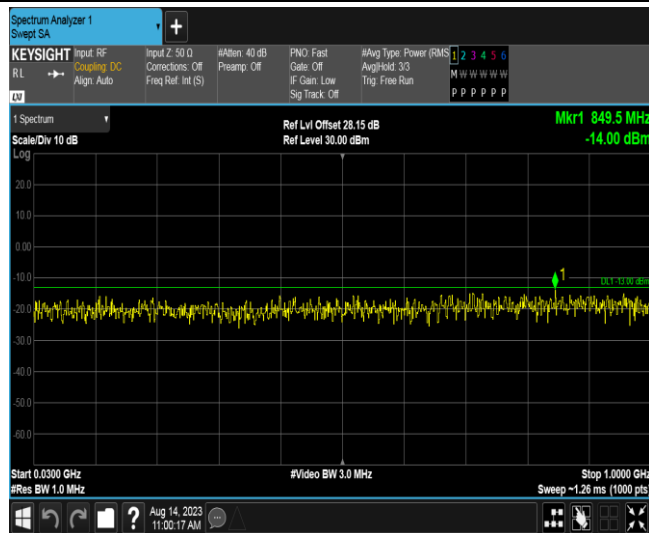 Spectrum Analyzer 1
Swept SA
+
KEYSIGHT
RL
LXI
Input: RF
Coupling: DC
Align: Auto
Input Z: 50 Ω
Corrections: Off
Freq Ref: Int (S)
#Atten: 40 dB
Preamp: Off
PNO: Fast
Gate: Off
IF Gain: Low
Sig Track: Off
#Avg Type: Power (RMS
Avg|Hold: 3/3
Trig: Free Run
1 2 3 4 5 6
M W W W W W
P P P P P P
1 Spectrum
Scale/Div 10 dB
Log
Ref Lvl Offset 28.15 dB
Ref Level 30.00 dBm
Mkr1 849.5 MHz
-14.00 dBm
20.0
10.0
0.00
-10.0
1
DL1 -13.00 dBm
-20.0
-30.0
-40.0
-50.0
-60.0
Start 0.0300 GHz
#Video BW 3.0 MHz
Stop 1.0000 GHz
#Res BW 1.0 MHz
Sweep ~1.26 ms (1000 pts)
?
Aug 14, 2023
11:00:17 AM